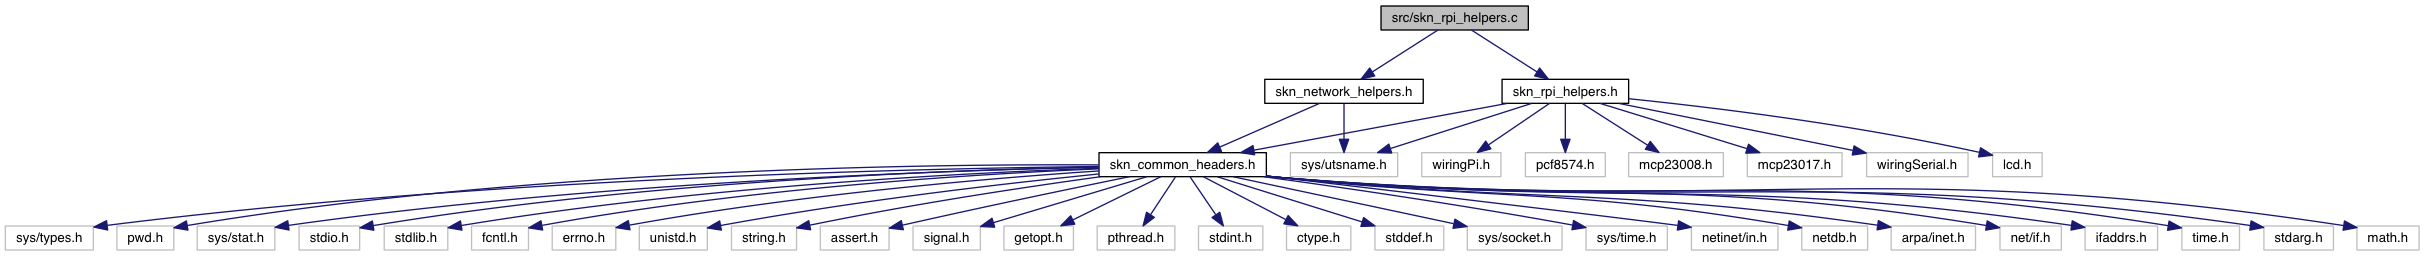 src/skn_rpi_helpers.c
skn_network_helpers.h
skn_rpi_helpers.h
skn_common_headers.h
sys/utsname.h
wiringPi.h
pcf8574.h
mcp23008.h
mcp23017.h
wiringSerial.h
lcd.h
sys/types.h
pwd.h
sys/stat.h
stdio.h
stdlib.h
fcntl.h
errno.h
unistd.h
string.h
assert.h
signal.h
getopt.h
pthread.h
stdint.h
ctype.h
stddef.h
sys/socket.h
sys/time.h
netinet/in.h
netdb.h
arpa/inet.h
net/if.h
ifaddrs.h
time.h
stdarg.h
math.h